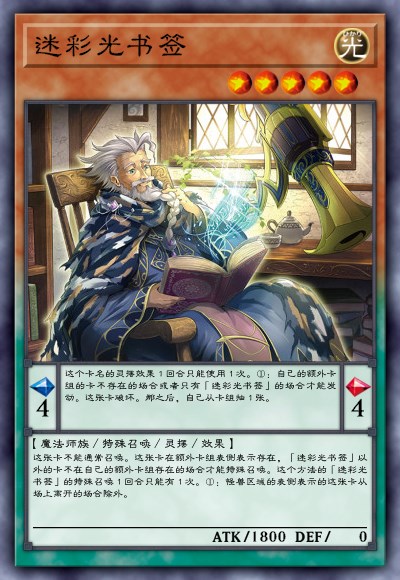 迷彩光书签
ひかり
光
这个卡名的灵摆效果1回合只能使用1次。①：自己的额外卡
组的卡不存在的场合或者只有「迷彩光书签」的场合才能发
动。这张卡破坏。那之后，自己从卡组抽1张。
4
4
【魔法师族／特殊召唤／灵摆／效果】
这张卡不能通常召唤。这张卡在额外卡组表侧表示存在，「迷彩光书签」以
外的卡不在自己的额外卡组存在的场合才能特殊召唤。这个方法的「迷彩光
书签」的特殊召唤1回合只能有1次。①：怪兽区域的表侧表示的这张卡从
场上离开的场合除外。
ATK/1800 DEF/ 0